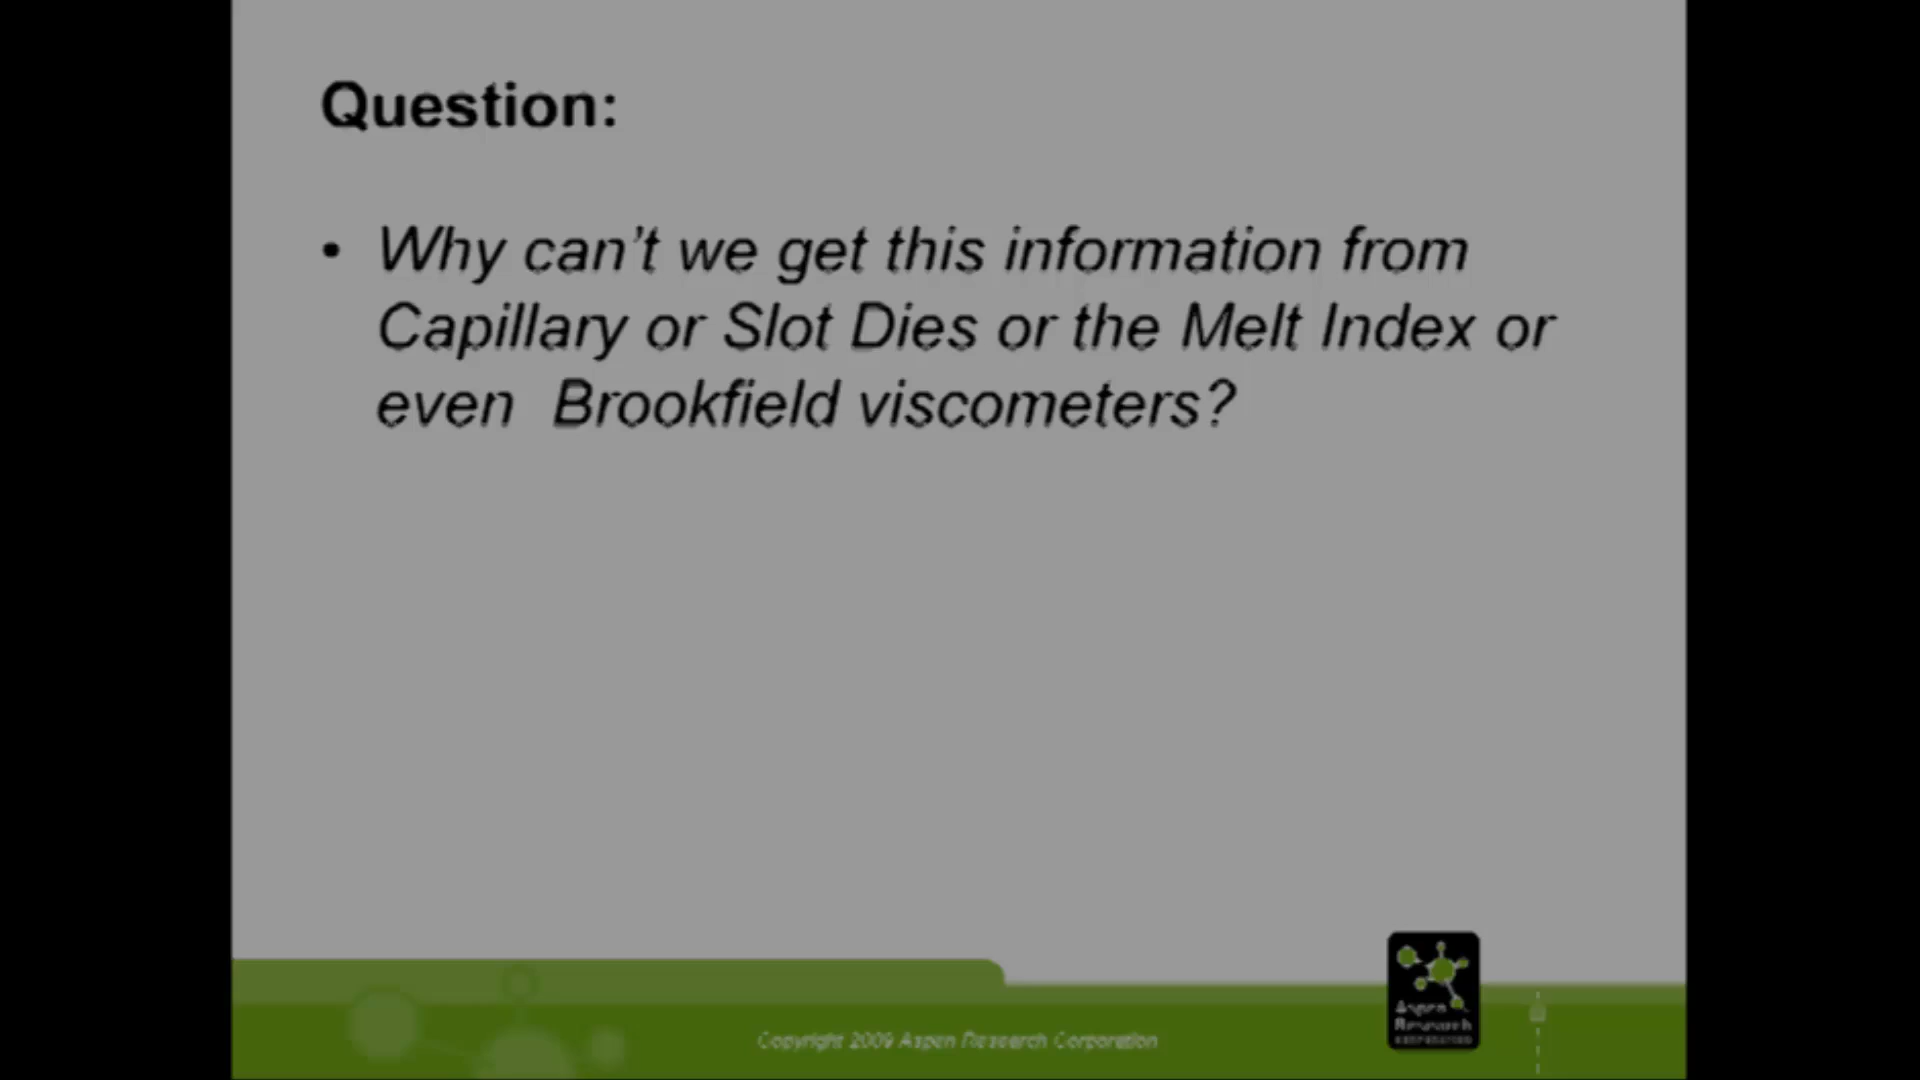 Question:
• Why can't we get this information from
Capillary or Slot Dies or the Melt Index or
even Brookfield viscometers?
Copyright 2009 Aspen Research Corporation
Aspen
Research